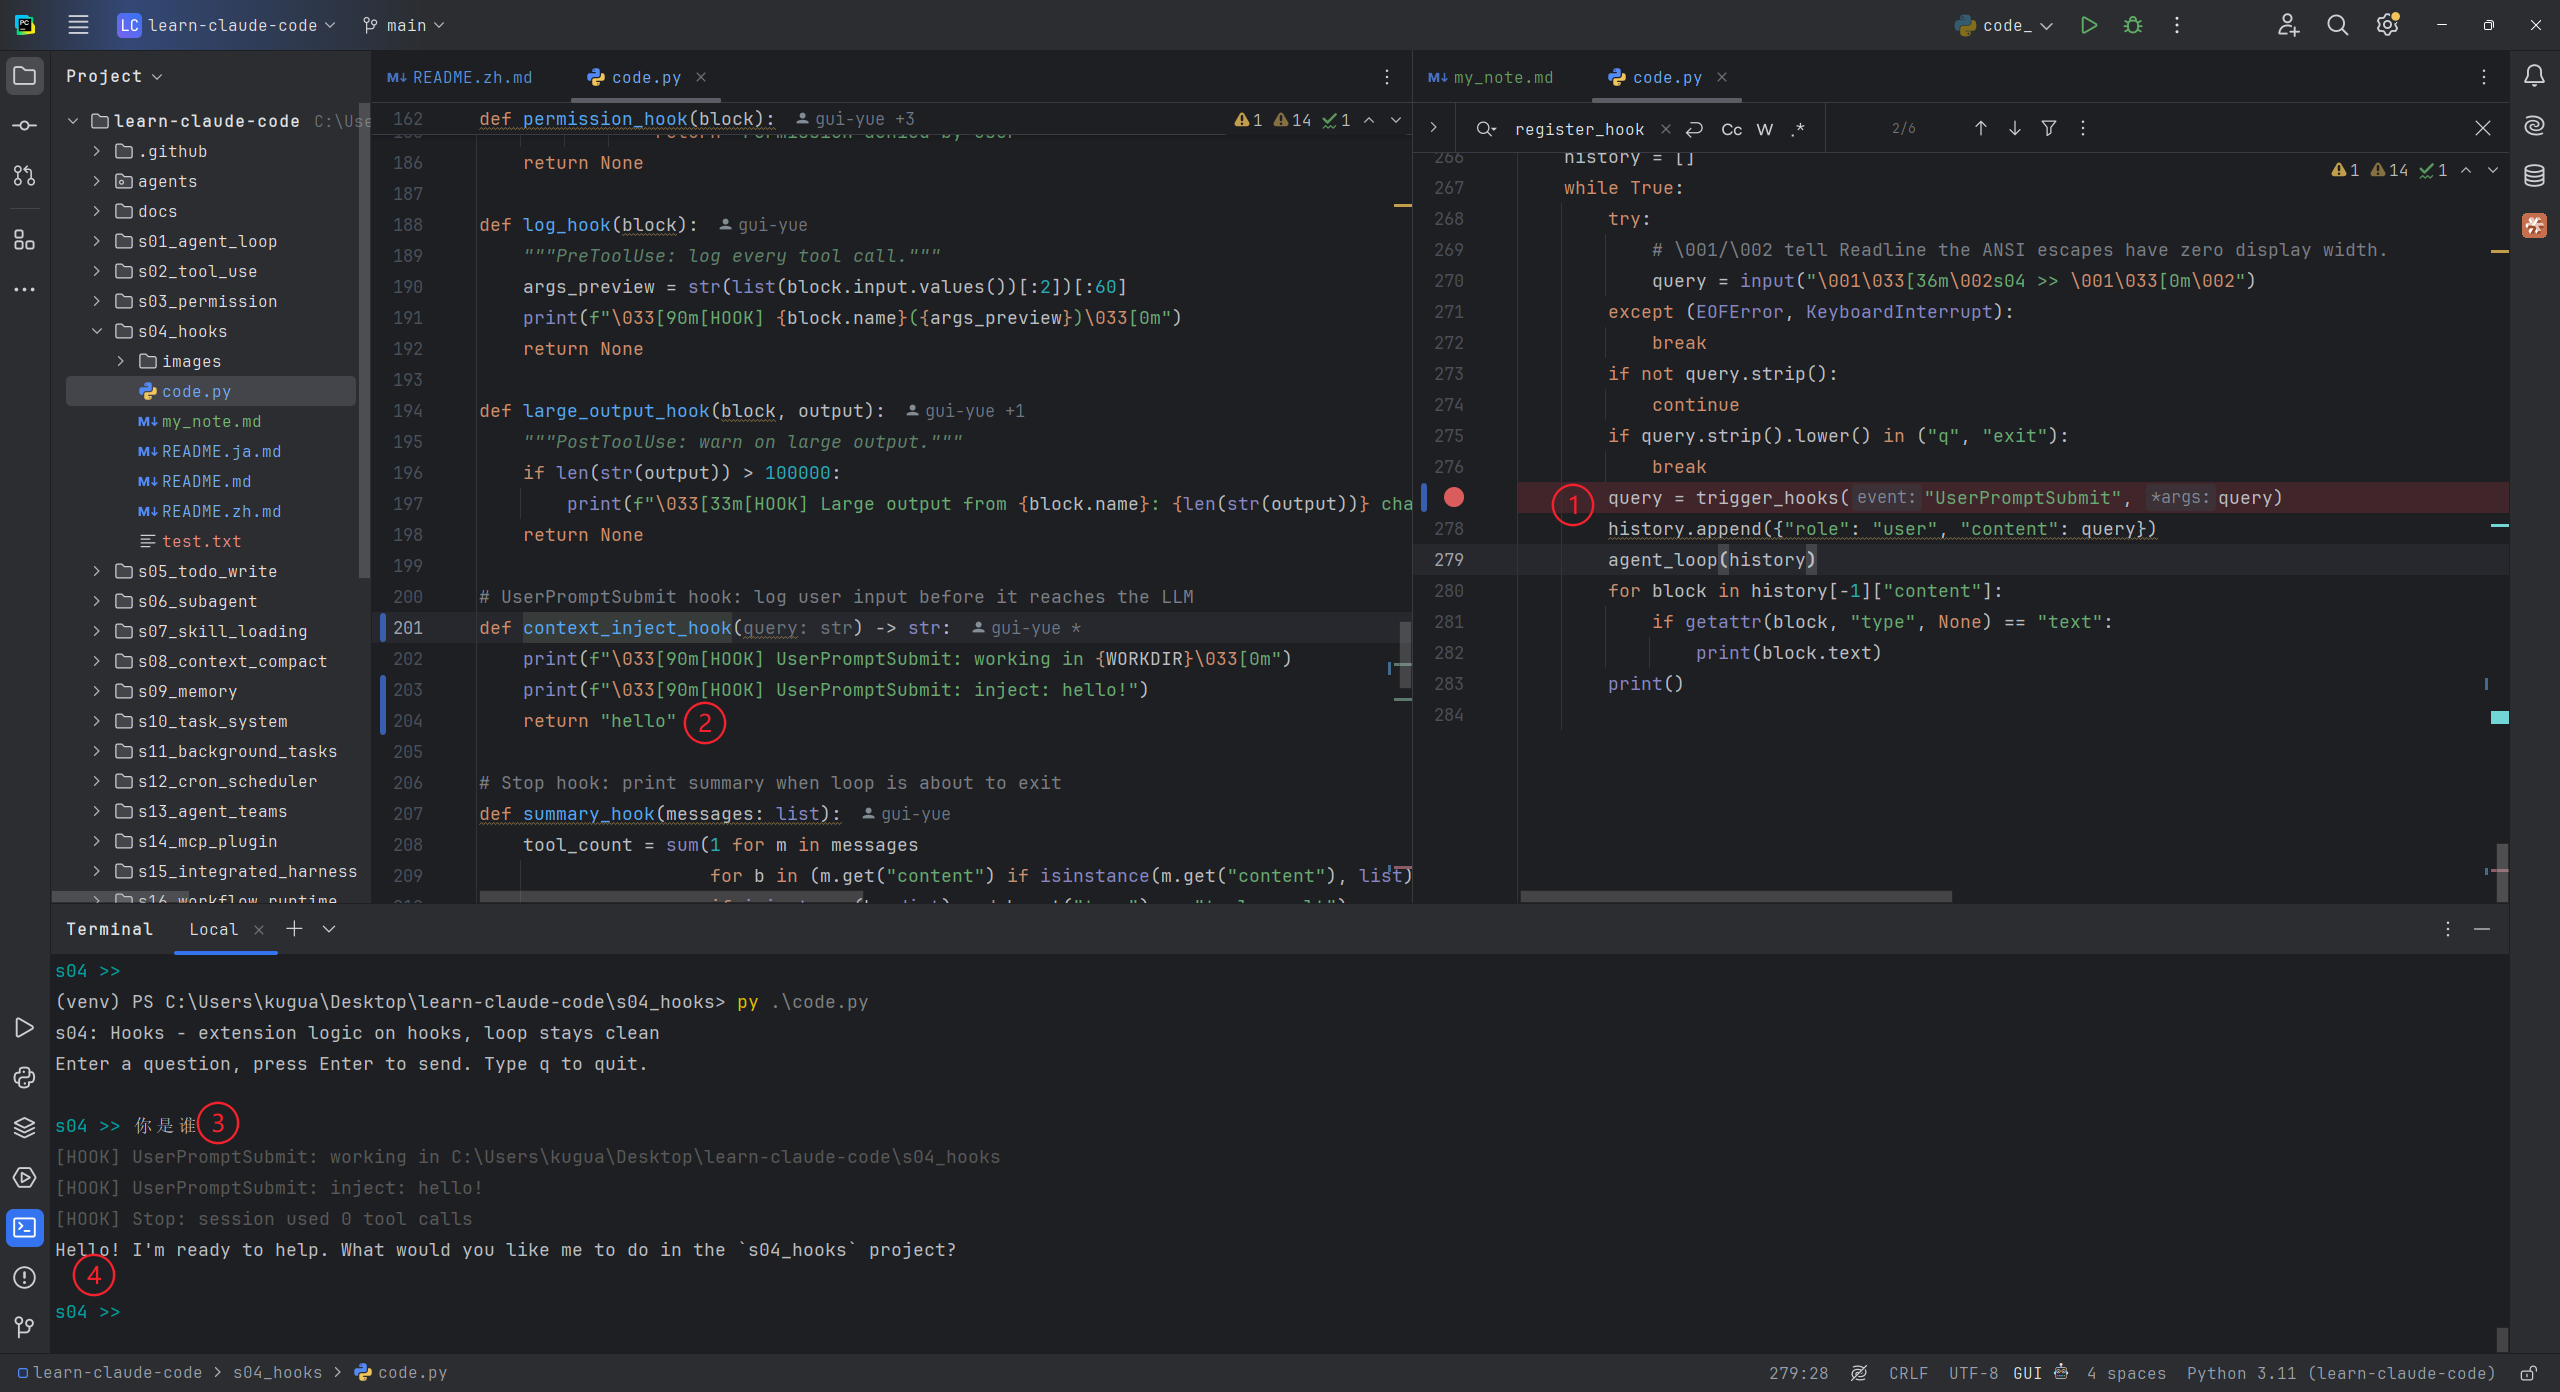 LC learn-claude-code main code_
Project
learn-claude-code C:\Use
.github
agents
docs
s01_agent_loop
s02_tool_use
s03_permission
s04_hooks
images
code.py
my_note.md
README.ja.md
README.md
README.zh.md
test.txt
s05_todo_write
s06_subagent
s07_skill_loading
s08_context_compact
s09_memory
s10_task_system
s11_background_tasks
s12_cron_scheduler
s13_agent_teams
s14_mcp_plugin
s15_integrated_harness
s16_workflow_runtime
README.zh.md code.py
162 def permission_hook(block): gui-yue +3 1 14 1
186 return None
187
188 def log_hook(block): gui-yue
189 """PreToolUse: log every tool call."""
190 args_preview = str(list(block.input.values())[:2])[:60]
191 print(f"\033[90m[HOOK] {block.name}({args_preview})\033[0m")
192 return None
193
194 def large_output_hook(block, output): gui-yue +1
195 """PostToolUse: warn on large output."""
196 if len(str(output)) > 100000:
197 print(f"\033[33m[HOOK] Large output from {block.name}: {len(str(output))} cha
198 return None
199
200 # UserPromptSubmit hook: log user input before it reaches the LLM
201 def context_inject_hook(query: str) -> str: gui-yue *
202 print(f"\033[90m[HOOK] UserPromptSubmit: working in {WORKDIR}\033[0m")
203 print(f"\033[90m[HOOK] UserPromptSubmit: inject: hello!")
204 return "hello" 2
205
206 # Stop hook: print summary when loop is about to exit
207 def summary_hook(messages: list): gui-yue
208 tool_count = sum(1 for m in messages
209 for b in (m.get("content") if isinstance(m.get("content"), list)
my_note.md code.py
register_hook Cc W .* 2/6
266 history = []
1 14 1
267 while True:
268 try:
269 # \001/\002 tell Readline the ANSI escapes have zero display width.
270 query = input("\001\033[36m\002s04 >> \001\033[0m\002")
271 except (EOFError, KeyboardInterrupt):
272 break
273 if not query.strip():
274 continue
275 if query.strip().lower() in ("q", "exit"):
276 break
1 query = trigger_hooks( event: "UserPromptSubmit", *args: query)
278 history.append({"role": "user", "content": query})
279 agent_loop(history)
280 for block in history[-1]["content"]:
281 if getattr(block, "type", None) == "text":
282 print(block.text)
283 print()
284
Terminal Local
s04 >>
(venv) PS C:\Users\kugua\Desktop\learn-claude-code\s04_hooks> py .\code.py
s04: Hooks - extension logic on hooks, loop stays clean
Enter a question, press Enter to send. Type q to quit.
s04 >> 你是谁 3
[HOOK] UserPromptSubmit: working in C:\Users\kugua\Desktop\learn-claude-code\s04_hooks
[HOOK] UserPromptSubmit: inject: hello!
[HOOK] Stop: session used 0 tool calls
Hello! I'm ready to help. What would you like me to do in the `s04_hooks` project?
4
s04 >>
learn-claude-code > s04_hooks > code.py 279:28 CRLF UTF-8 GUI 4 spaces Python 3.11 (learn-claude-code)